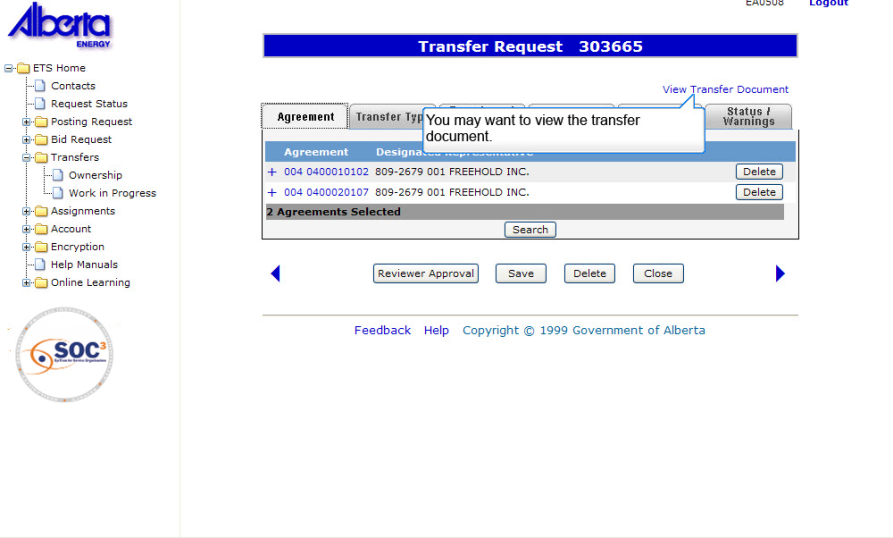 EA0508 Logout
Alberta
ENERGY
Transfer Request 303665
ETS Home
Contacts
Request Status
Posting Request
Bid Request
Transfers
Ownership
Work in Progress
Assignments
Account
Encryption
Help Manuals
Online Learning
SOC3
View Transfer Document
Agreement Transfer Typ Status / Warnings
You may want to view the transfer
document.
Agreement Designated Representative
+ 004 0400010102 809-2679 001 FREEHOLD INC. Delete
+ 004 0400020107 809-2679 001 FREEHOLD INC. Delete
2 Agreements Selected
Search
Reviewer Approval Save Delete Close
Feedback Help Copyright © 1999 Government of Alberta